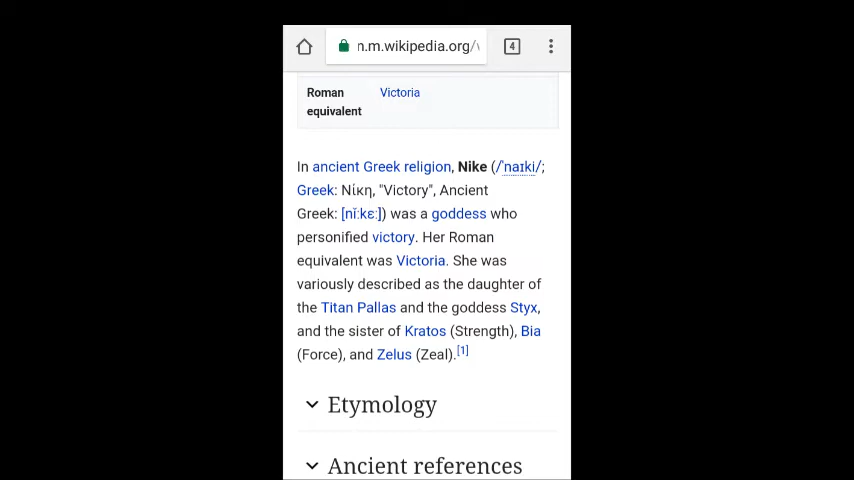 n.m.wikipedia.org/
4
Roman Victoria
equivalent
In ancient Greek religion, Nike (/ˈnaɪki/;
Greek: Νίκη, "Victory", Ancient
Greek: [nǐːkɛː]) was a goddess who
personified victory. Her Roman
equivalent was Victoria. She was
variously described as the daughter of
the Titan Pallas and the goddess Styx,
and the sister of Kratos (Strength), Bia
(Force), and Zelus (Zeal).[1]
Etymology
Ancient references